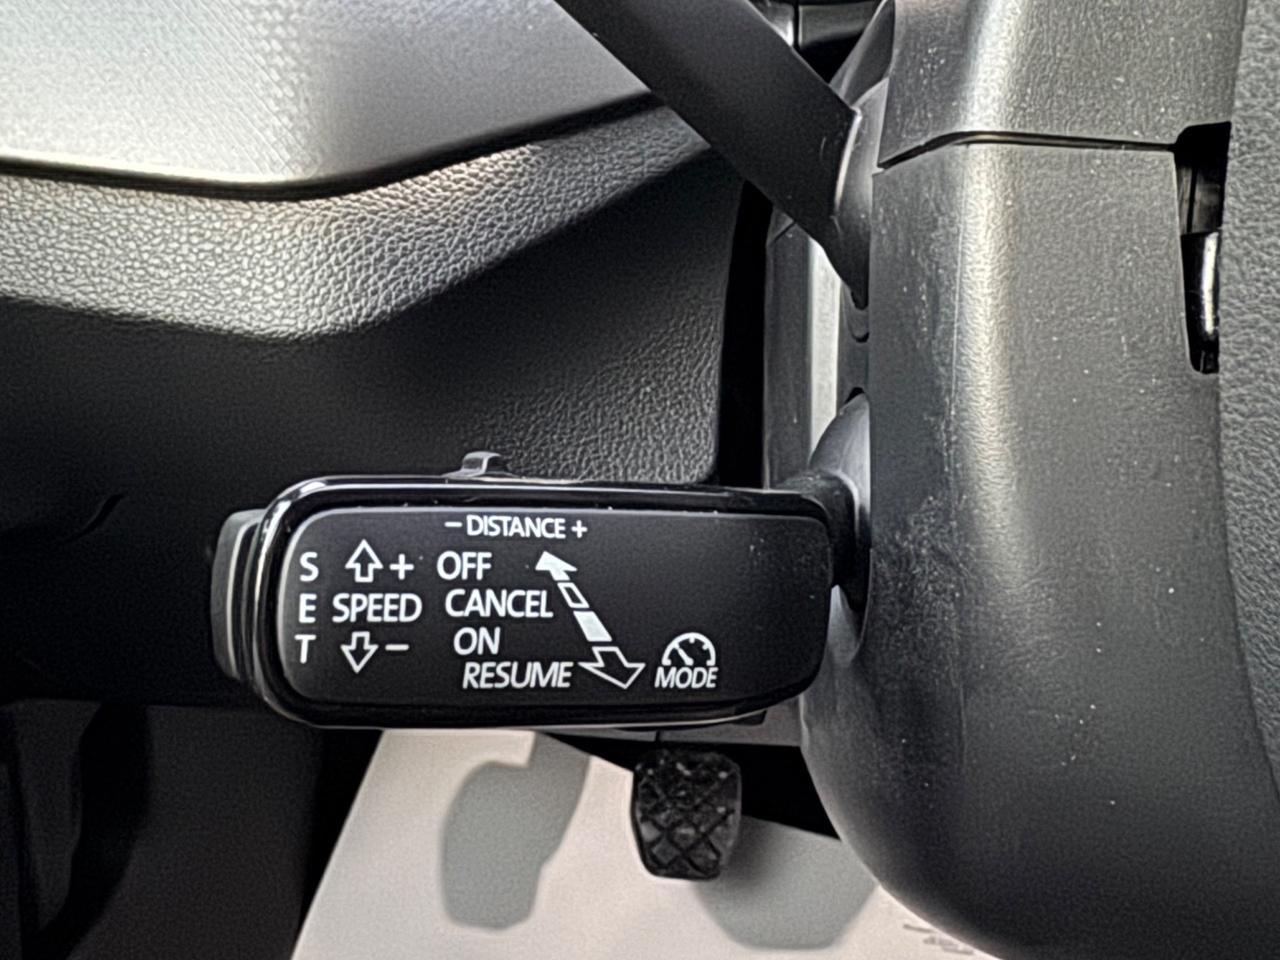 − DISTANCE +
S + OFF
E SPEED CANCEL
T − ON
RESUME MODE